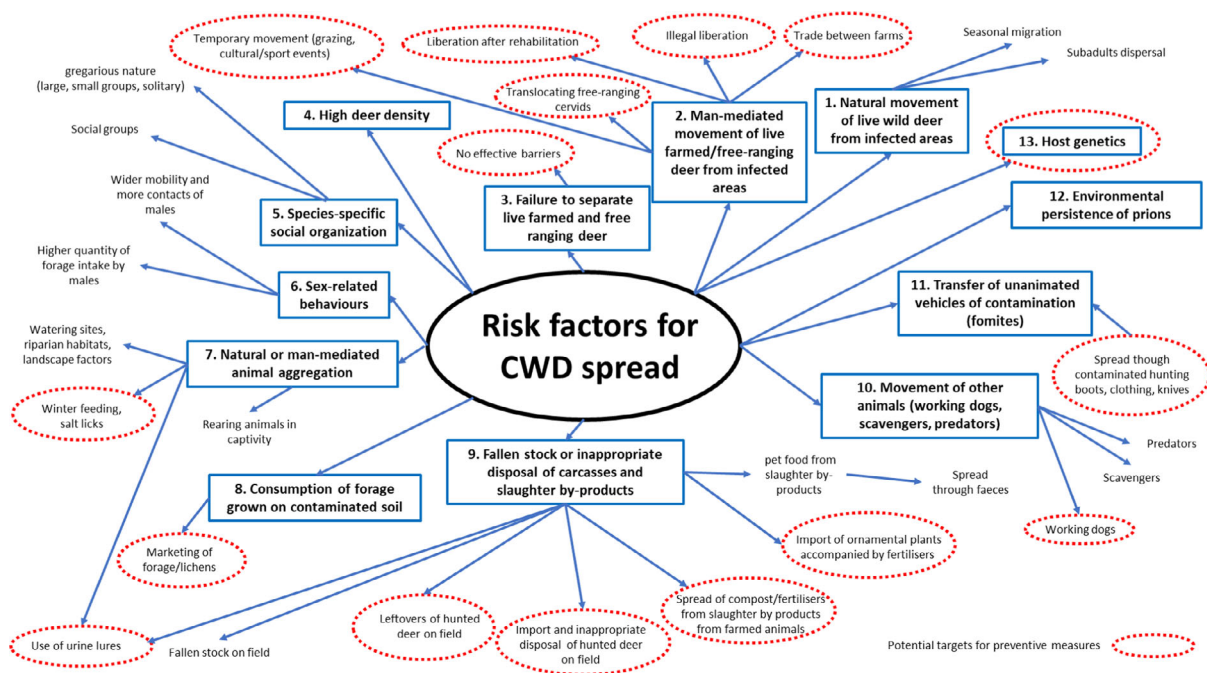 Temporary movement (grazing,
cultural/sport events)
Liberation after rehabilitation
Illegal liberation
Trade between farms
Seasonal migration
Subadults dispersal
gregarious nature
(large, small groups, solitary)
Translocating free-ranging
cervids
4. High deer density
2. Man-mediated
movement of live
farmed/free-ranging
deer from infected
areas
1. Natural movement
of live wild deer
from infected areas
Social groups
No effective barriers
13. Host genetics
Wider mobility and
more contacts of
males
5. Species-specific
social organization
3. Failure to separate
live farmed and free
ranging deer
12. Environmental
persistence of prions
Higher quantity of
forage intake by
males
6. Sex-related
behaviours
11. Transfer of unanimated
vehicles of contamination
(fomites)
Risk factors for
CWD spread
Watering sites,
riparian habitats,
landscape factors
7. Natural or man-mediated
animal aggregation
Spread though
contaminated hunting
boots, clothing, knives
10. Movement of other
animals (working dogs,
scavengers, predators)
Winter feeding,
salt licks
Rearing animals in
captivity
Predators
Scavengers
9. Fallen stock or inappropriate
disposal of carcasses and
slaughter by-products
pet food from
slaughter by-
products
Spread
through faeces
8. Consumption of forage
grown on contaminated soil
Working dogs
Marketing of
forage/lichens
Import of ornamental plants
accompanied by
fertilisers
Leftovers of hunted
deer on field
Import and inappropriate
disposal of hunted deer
on field
Spread of compost/fertilisers
from slaughter by products
from farmed animals
Use of urine lures
Fallen stock on field
Potential targets for preventive measures